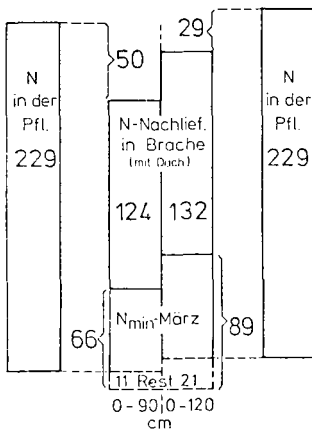 29
50
N
in der
Pfl.
229
N-Nachlief.
in Brache
(mit Dach)
124 132
N
in der
Pfl.
229
Nmin-März
66
89
11 Rest 21
0-90 0-120
cm